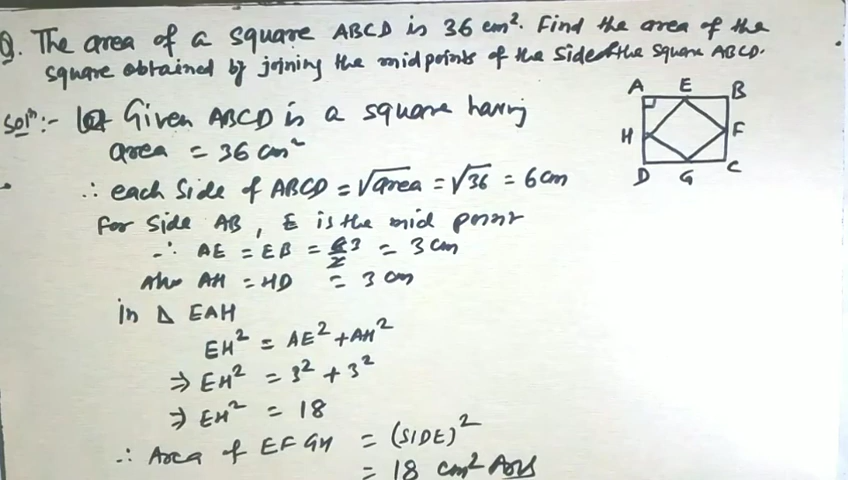 Q. The area of a square ABCD is 36 cm². Find the area of the
square obtained by joining the midpoints of the side of the square ABCD.
Solⁿ:- Given ABCD is a square having
area = 36 cm²
∴ each side of ABCD = √area = √36 = 6cm
For side AB, E is the mid point
∴ AE = EB = 6/2 3 = 3 cm
Also AH = HD = 3 cm
in Δ EAH
EH² = AE² + AH²
⇒ EH² = 3² + 3²
⇒ EH² = 18
∴ Area of EFGH = (SIDE)²
= 18 cm² Ans
A E B
H F
D G C